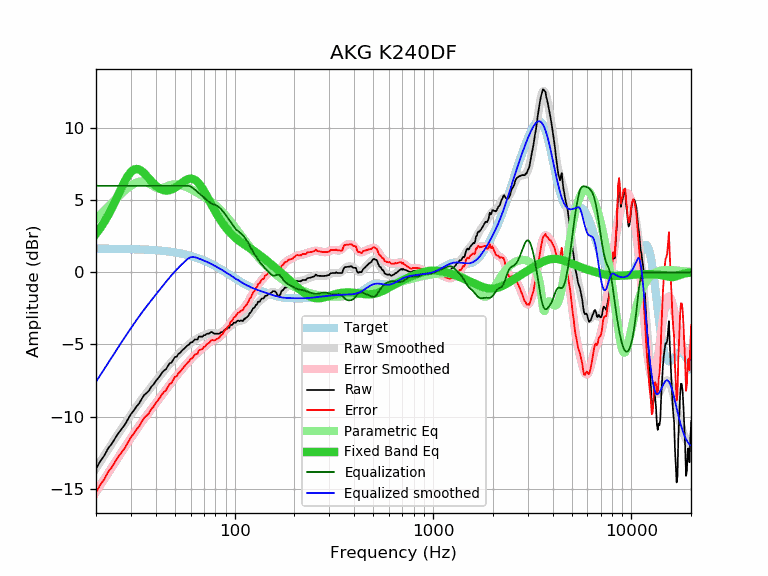 AKG K240DF
Amplitude (dBr)
10
5
0
−5
−10
−15
Target
Raw Smoothed
Error Smoothed
Raw
Error
Parametric Eq
Fixed Band Eq
Equalization
Equalized smoothed
100
1000
10000
Frequency (Hz)